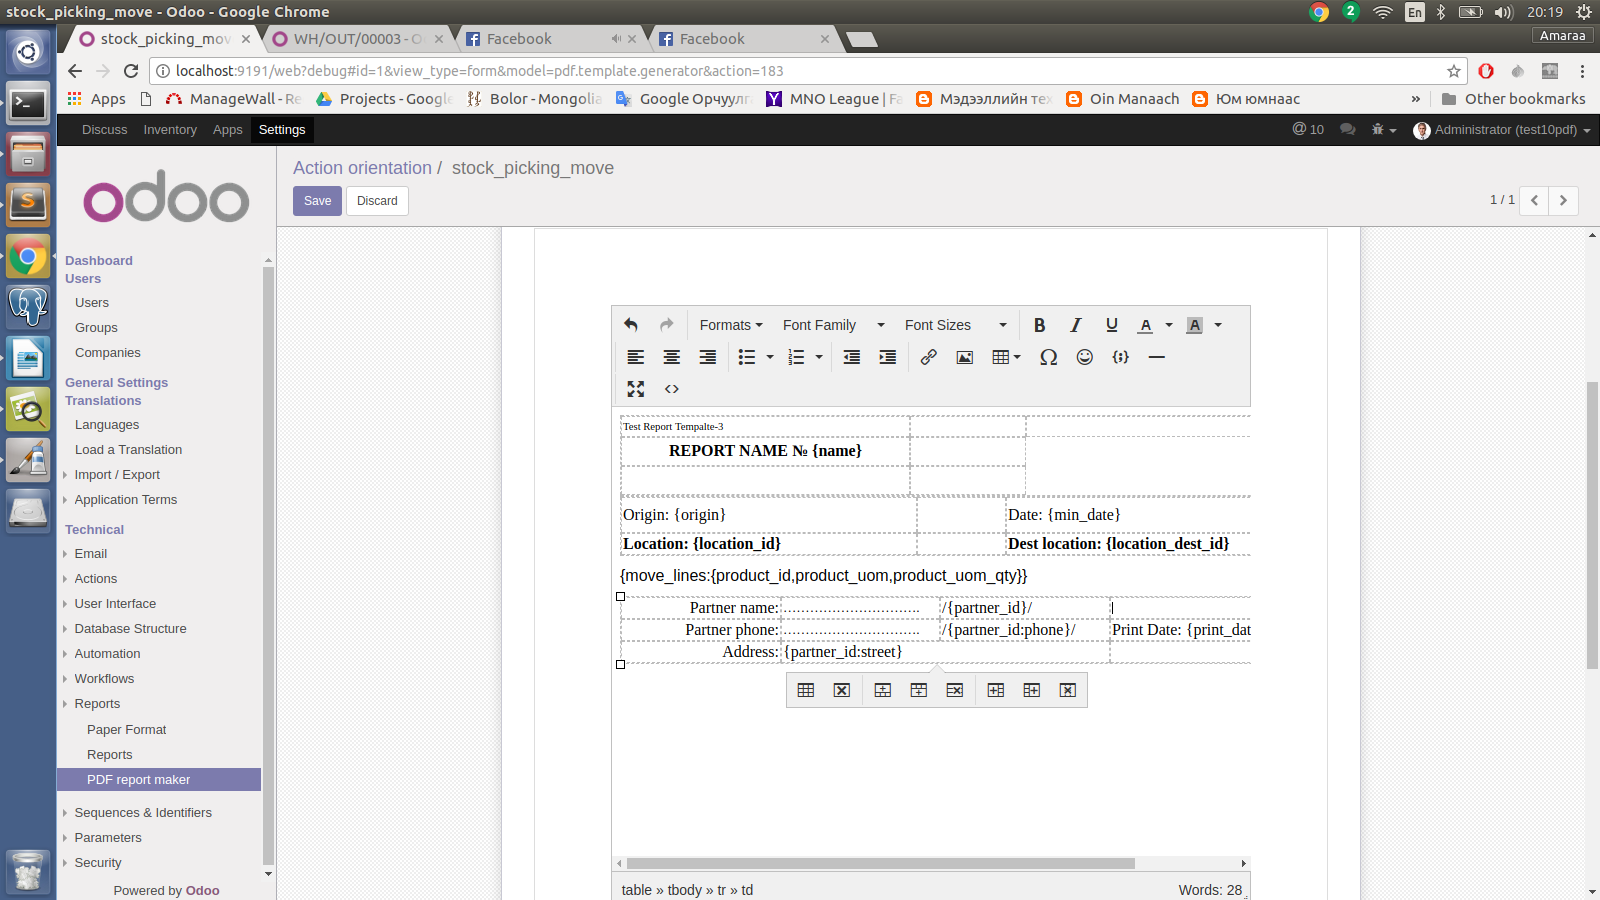 stock_picking_move - Odoo - Google Chrome
2 En 20:19
stock_picking_mov WH/OUT/00003 - O Facebook Facebook Amaraa
localhost:9191/web?debug#id=1&view_type=form&model=pdf.template.generator&action=183
Apps ManageWall - Re Projects - Google Bolor - Mongolia Google Орчуулга MNO League | Fa Мэдээллийн тех Oin Manaach Юм юмнаас » Other bookmarks
Discuss Inventory Apps Settings @ 10 Administrator (test10pdf)
odoo
Action orientation / stock_picking_move
Save Discard 1 / 1
Dashboard
Users
Users
Groups
Companies
General Settings
Translations
Languages
Load a Translation
Import / Export
Application Terms
Technical
Email
Actions
User Interface
Database Structure
Automation
Workflows
Reports
Paper Format
Reports
PDF report maker
Sequences & Identifiers
Parameters
Security
Powered by Odoo
Formats Font Family Font Sizes B I U A A
Test Report Tempalte-3
REPORT NAME № {name}
Origin: {origin} Date: {min_date}
Location: {location_id} Dest location: {location_dest_id}
{move_lines:{product_id,product_uom,product_uom_qty}}
Partner name: ............................... /{partner_id}/
Partner phone: ............................... /{partner_id:phone}/ Print Date: {print_dat
Address: {partner_id:street}
table » tbody » tr » td Words: 28